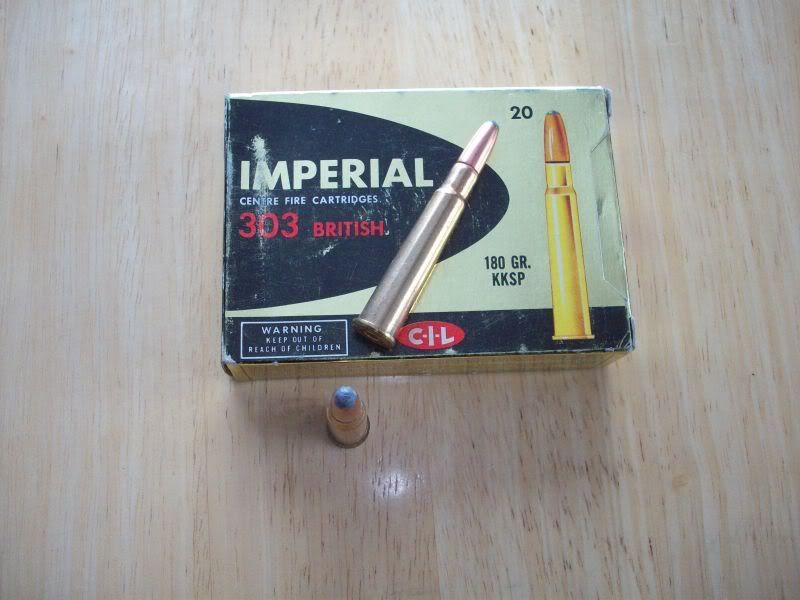 20
IMPERIAL
CENTRE FIRE CARTRIDGES
303 BRITISH
180 GR.
KKSP
WARNING
KEEP OUT OF
REACH OF CHILDREN
C-I-L